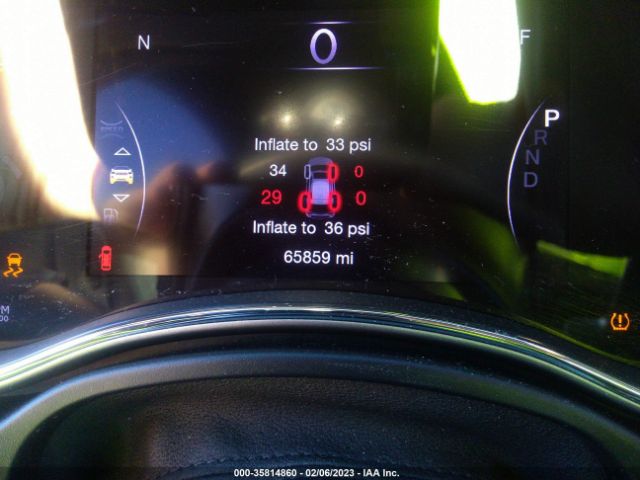 N 0 F
Inflate to 33 psi
34 0
29 0
Inflate to 36 psi
65859 mi
P
R
N
D
000-35814860 - 02/06/2023 - IAA Inc.